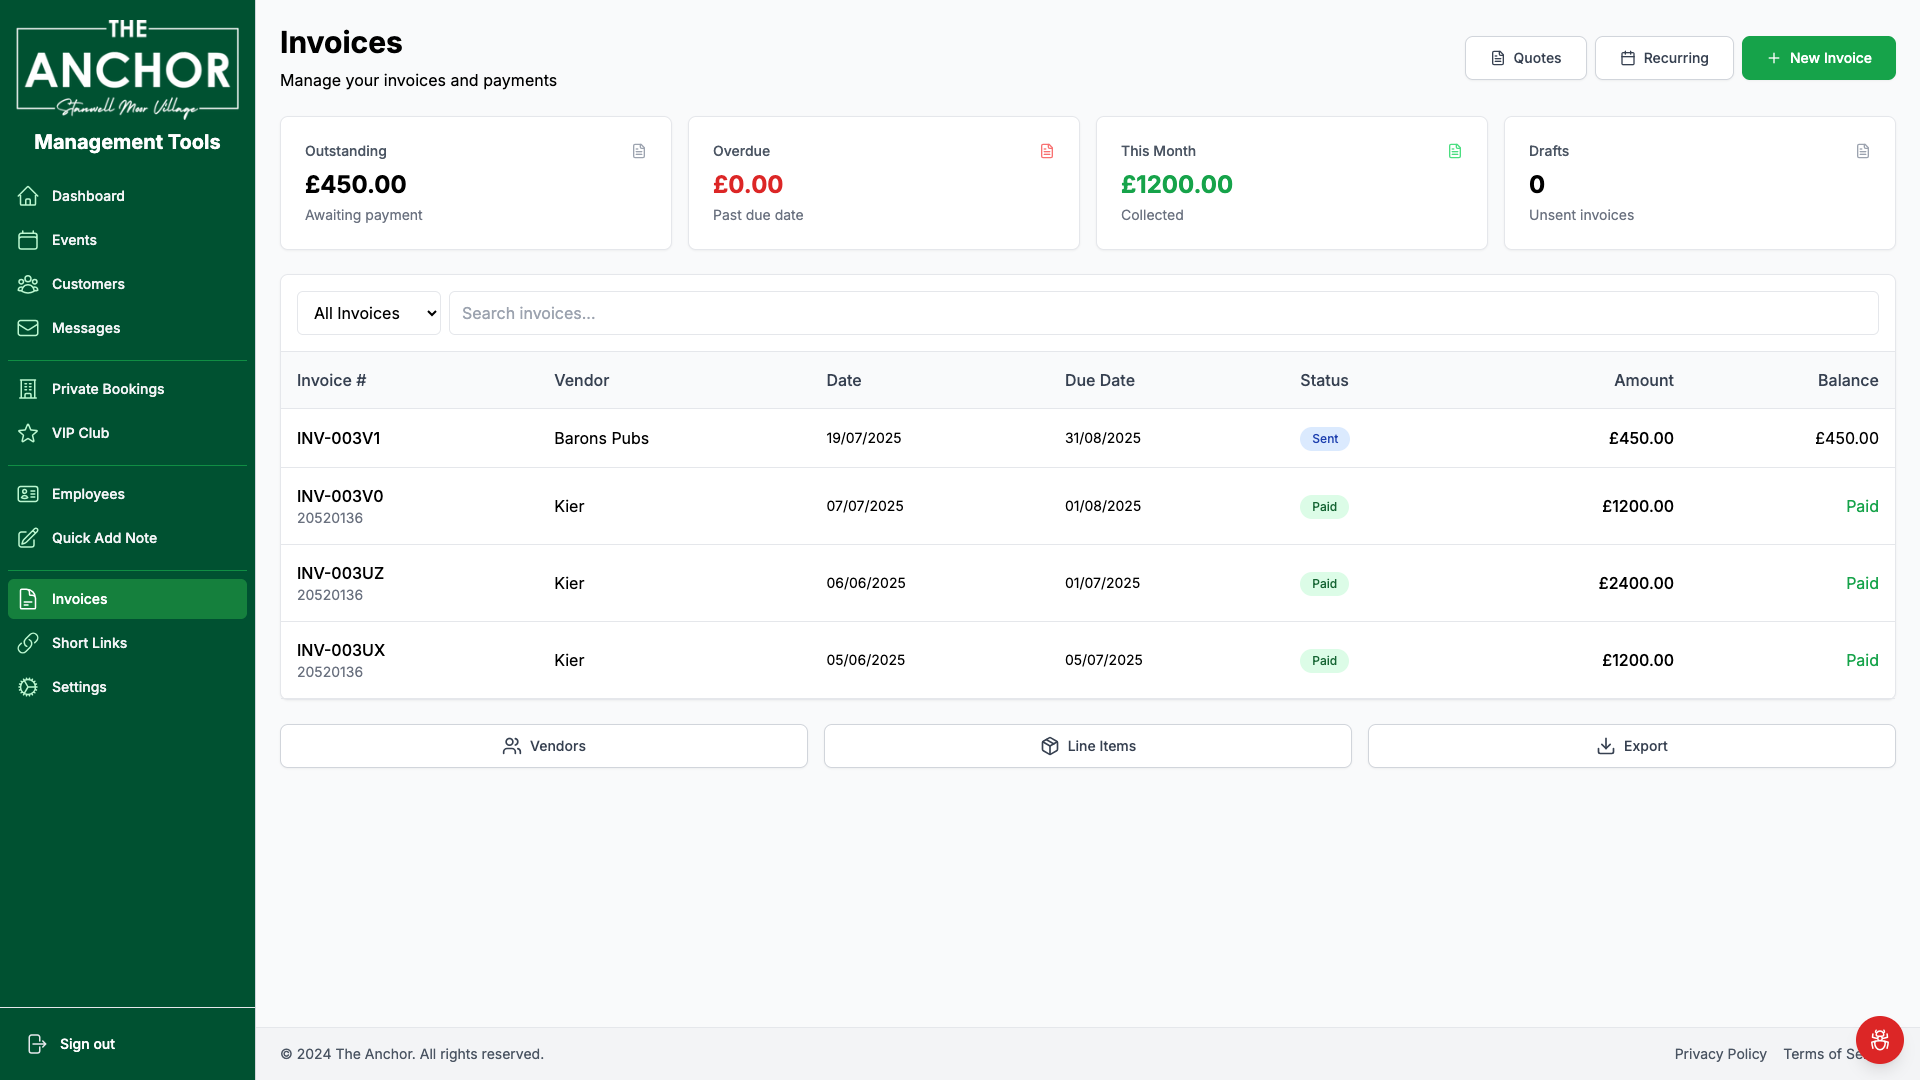 THE
ANCHOR
Stanwell Moor Village
Management Tools
Dashboard
Events
Customers
Messages
Private Bookings
VIP Club
Employees
Quick Add Note
Invoices
Short Links
Settings
Sign out
Invoices
Manage your invoices and payments
Quotes
Recurring
New Invoice
Outstanding
£450.00
Awaiting payment
Overdue
£0.00
Past due date
This Month
£1200.00
Collected
Drafts
0
Unsent invoices
All Invoices
Search invoices...
Invoice # Vendor Date Due Date Status Amount Balance
INV-003V1 Barons Pubs 19/07/2025 31/08/2025 Sent £450.00 £450.00
INV-003V0 Kier 07/07/2025 01/08/2025 Paid £1200.00 Paid
20520136
INV-003UZ Kier 06/06/2025 01/07/2025 Paid £2400.00 Paid
20520136
INV-003UX Kier 05/06/2025 05/07/2025 Paid £1200.00 Paid
20520136
Vendors
Line Items
Export
© 2024 The Anchor. All rights reserved.
Privacy Policy
Terms of